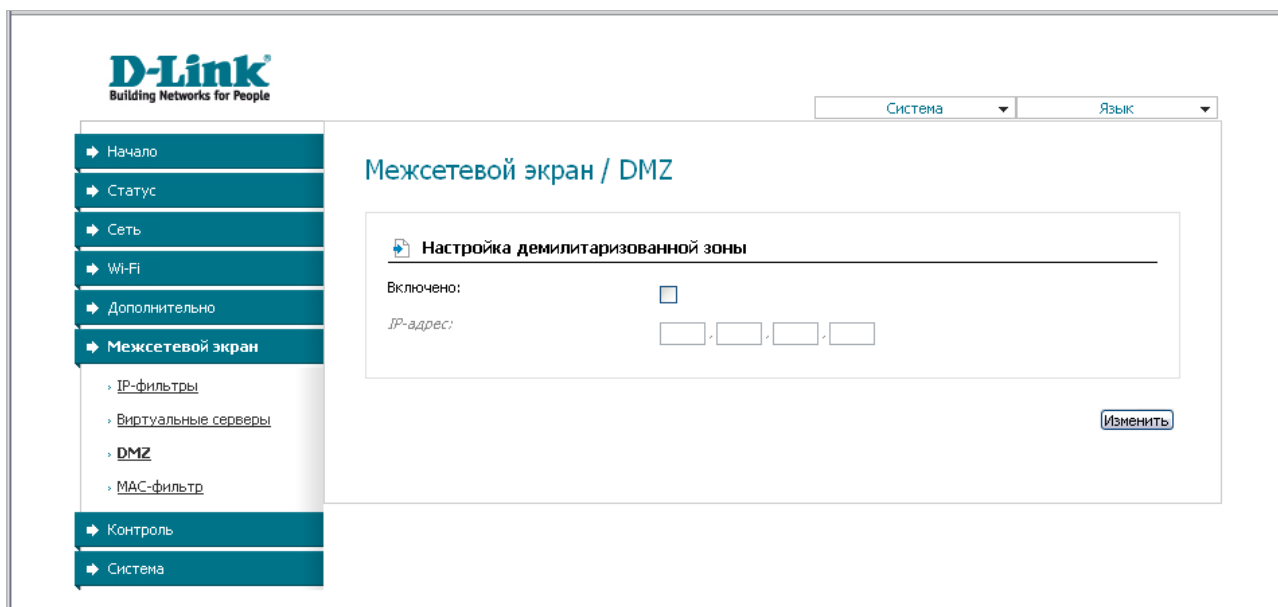 D-Link
Building Networks for People
Система Язык
Начало
Статус
Сеть
Wi-Fi
Дополнительно
Межсетевой экран
IP-фильтры
Виртуальные серверы
DMZ
MAC-фильтр
Контроль
Система
Межсетевой экран / DMZ
Настройка демилитаризованной зоны
Включено:
IP-адрес:
Изменить